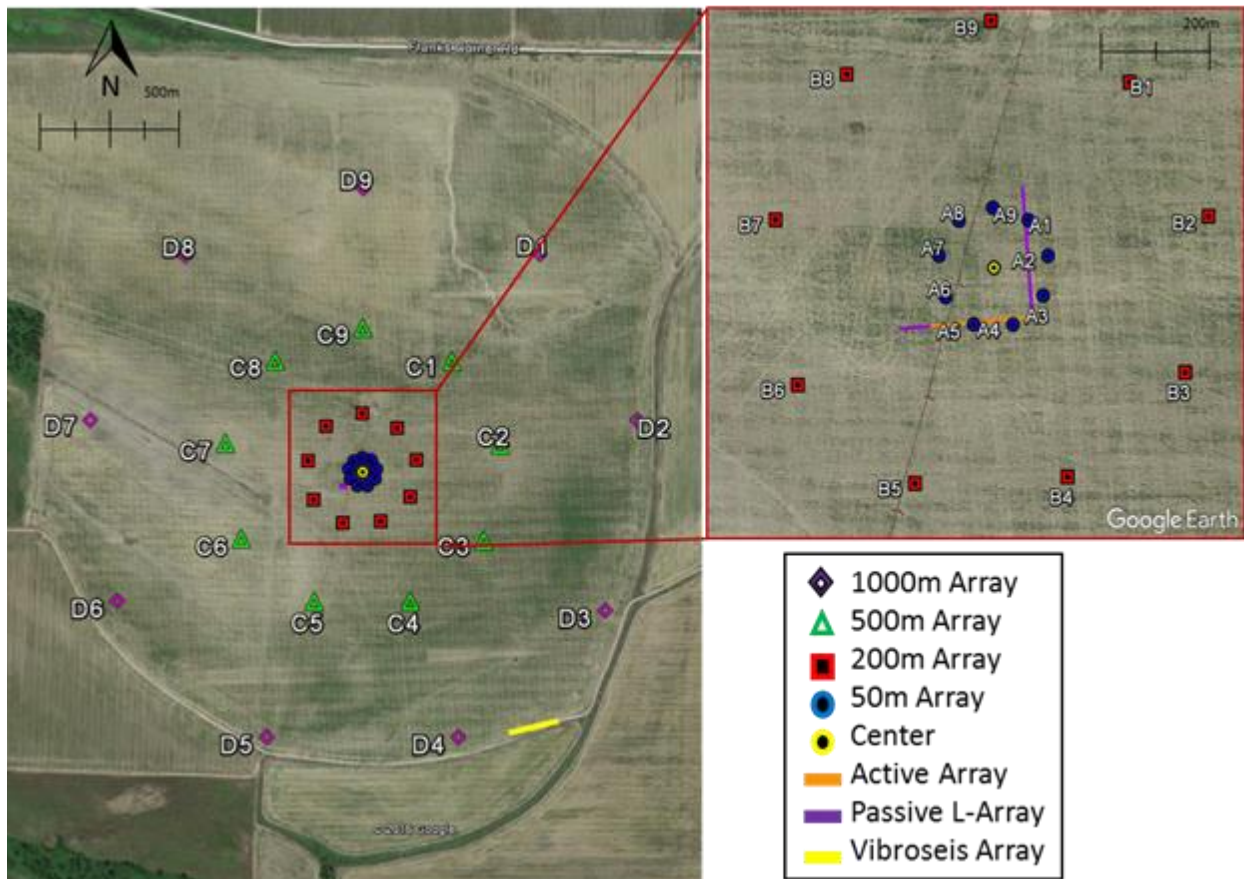 N
500m
D9
D8
D1
C9
C8
C1
D7
C7
C2
D2
C6
C3
D6
D3
C5
C4
D5
D4
200m
B9
B8
B1
B7
A8
A9
A1
B2
A7
A2
A6
A3
A5
A4
B6
B3
B5
B4
Google Earth
1000m Array
500m Array
200m Array
50m Array
Center
Active Array
Passive L-Array
Vibroseis Array